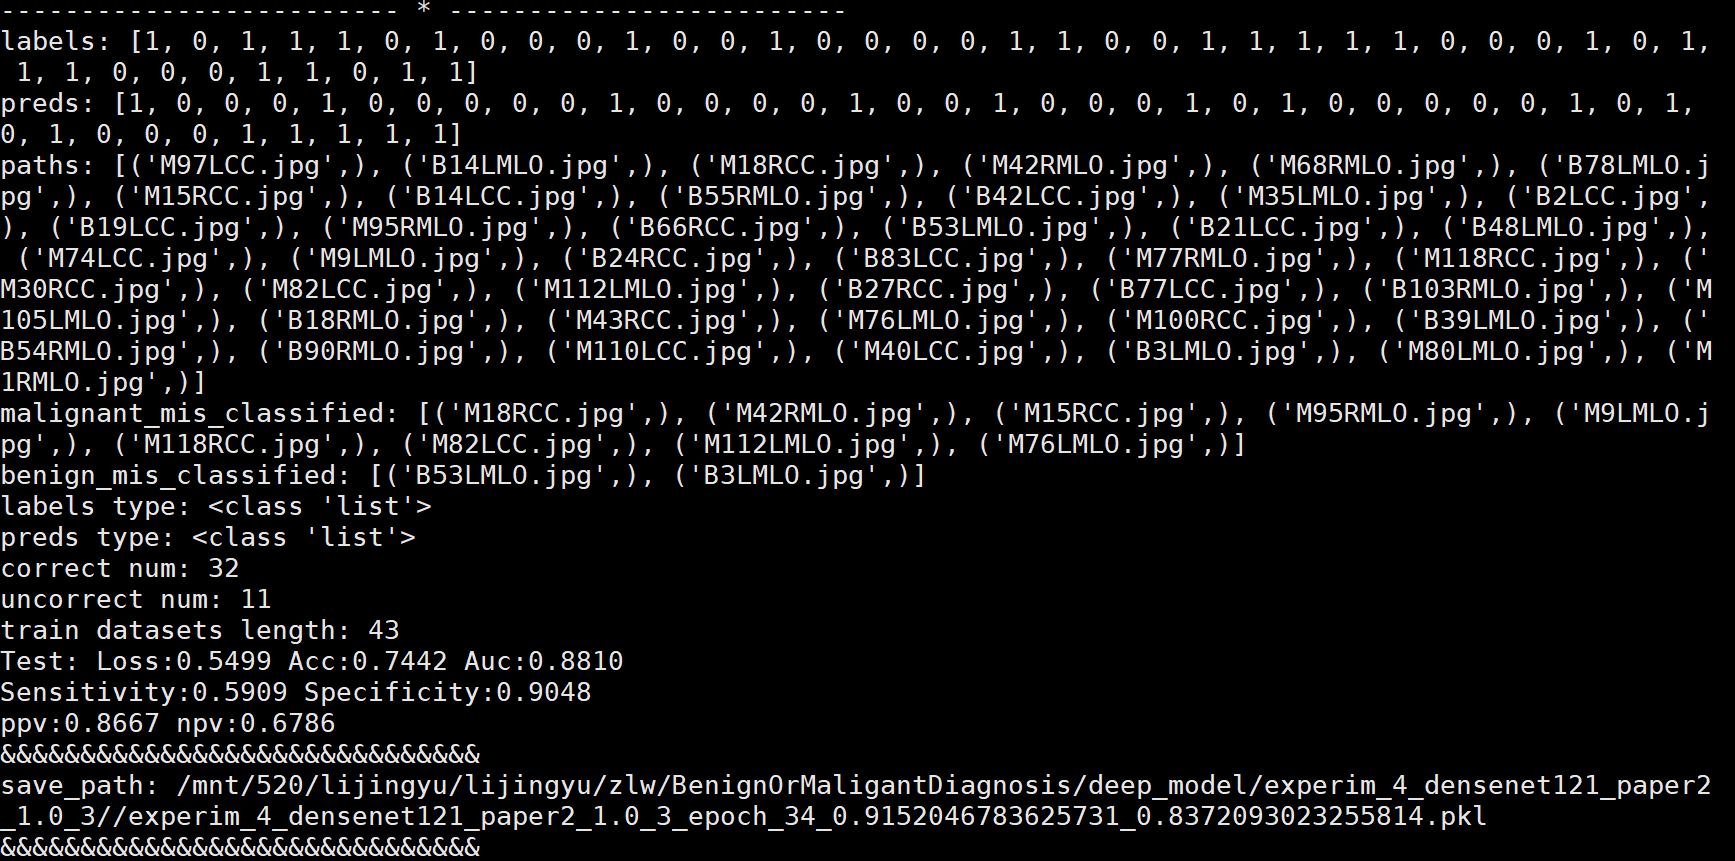 ------------------------- * -------------------------
labels: [1, 0, 1, 1, 1, 0, 1, 0, 0, 0, 1, 0, 0, 1, 0, 0, 0, 0, 1, 1, 0, 0, 1, 1, 1, 1, 1, 0, 0, 0, 1, 0, 1,
 1, 1, 0, 0, 0, 1, 1, 0, 1, 1]
preds: [1, 0, 0, 0, 1, 0, 0, 0, 0, 0, 1, 0, 0, 0, 0, 1, 0, 0, 1, 0, 0, 0, 1, 0, 1, 0, 0, 0, 0, 0, 1, 0, 1,
0, 1, 0, 0, 0, 1, 1, 1, 1, 1]
paths: [('M97LCC.jpg',), ('B14LMLO.jpg',), ('M18RCC.jpg',), ('M42RMLO.jpg',), ('M68RMLO.jpg',), ('B78LMLO.j
pg',), ('M15RCC.jpg',), ('B14LCC.jpg',), ('B55RMLO.jpg',), ('B42LCC.jpg',), ('M35LMLO.jpg',), ('B2LCC.jpg',
), ('B19LCC.jpg',), ('M95RMLO.jpg',), ('B66RCC.jpg',), ('B53LMLO.jpg',), ('B21LCC.jpg',), ('B48LMLO.jpg',),
 ('M74LCC.jpg',), ('M9LMLO.jpg',), ('B24RCC.jpg',), ('B83LCC.jpg',), ('M77RMLO.jpg',), ('M118RCC.jpg',), ('
M30RCC.jpg',), ('M82LCC.jpg',), ('M112LMLO.jpg',), ('B27RCC.jpg',), ('B77LCC.jpg',), ('B103RMLO.jpg',), ('M
105LMLO.jpg',), ('B18RMLO.jpg',), ('M43RCC.jpg',), ('M76LMLO.jpg',), ('M100RCC.jpg',), ('B39LMLO.jpg',), ('
B54RMLO.jpg',), ('B90RMLO.jpg',), ('M110LCC.jpg',), ('M40LCC.jpg',), ('B3LMLO.jpg',), ('M80LMLO.jpg',), ('M
1RMLO.jpg',)]
malignant_mis_classified: [('M18RCC.jpg',), ('M42RMLO.jpg',), ('M15RCC.jpg',), ('M95RMLO.jpg',), ('M9LMLO.j
pg',), ('M118RCC.jpg',), ('M82LCC.jpg',), ('M112LMLO.jpg',), ('M76LMLO.jpg',)]
benign_mis_classified: [('B53LMLO.jpg',), ('B3LMLO.jpg',)]
labels type: <class 'list'>
preds type: <class 'list'>
correct num: 32
uncorrect num: 11
train datasets length: 43
Test: Loss:0.5499 Acc:0.7442 Auc:0.8810
Sensitivity:0.5909 Specificity:0.9048
ppv:0.8667 npv:0.6786
&&&&&&&&&&&&&&&&&&&&&&&&&&&&&&
save_path: /mnt/520/lijingyu/lijingyu/zlw/BenignOrMaligantDiagnosis/deep_model/experim_4_densenet121_paper2
_1.0_3//experim_4_densenet121_paper2_1.0_3_epoch_34_0.9152046783625731_0.8372093023255814.pkl
&&&&&&&&&&&&&&&&&&&&&&&&&&&&&&